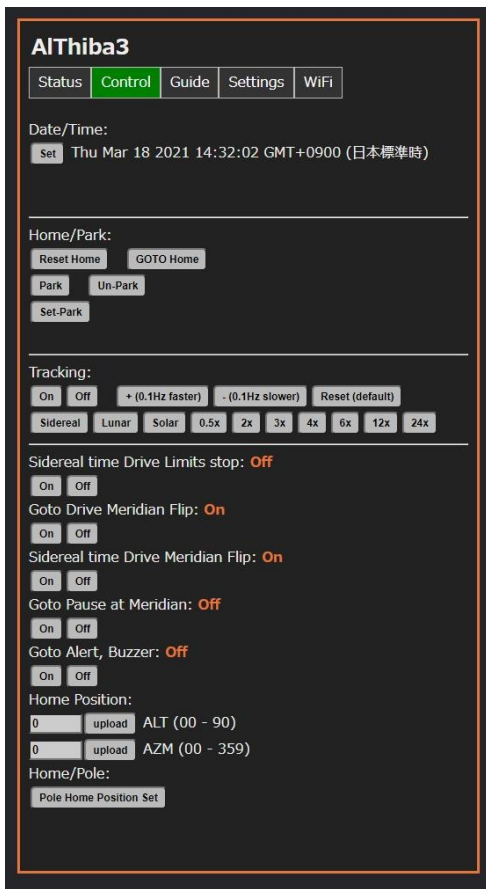 AlThiba3
Status Control Guide Settings WiFi
Date/Time:
Set Thu Mar 18 2021 14:32:02 GMT+0900 (日本標準時)
Home/Park:
Reset Home GOTO Home
Park Un-Park
Set-Park
Tracking:
On Off + (0.1Hz faster) - (0.1Hz slower) Reset (default)
Sidereal Lunar Solar 0.5x 2x 3x 4x 6x 12x 24x
Sidereal time Drive Limits stop: Off
On Off
Goto Drive Meridian Flip: On
On Off
Sidereal time Drive Meridian Flip: On
On Off
Goto Pause at Meridian: Off
On Off
Goto Alert, Buzzer: Off
On Off
Home Position:
0 upload ALT (00 - 90)
0 upload AZM (00 - 359)
Home/Pole:
Pole Home Position Set